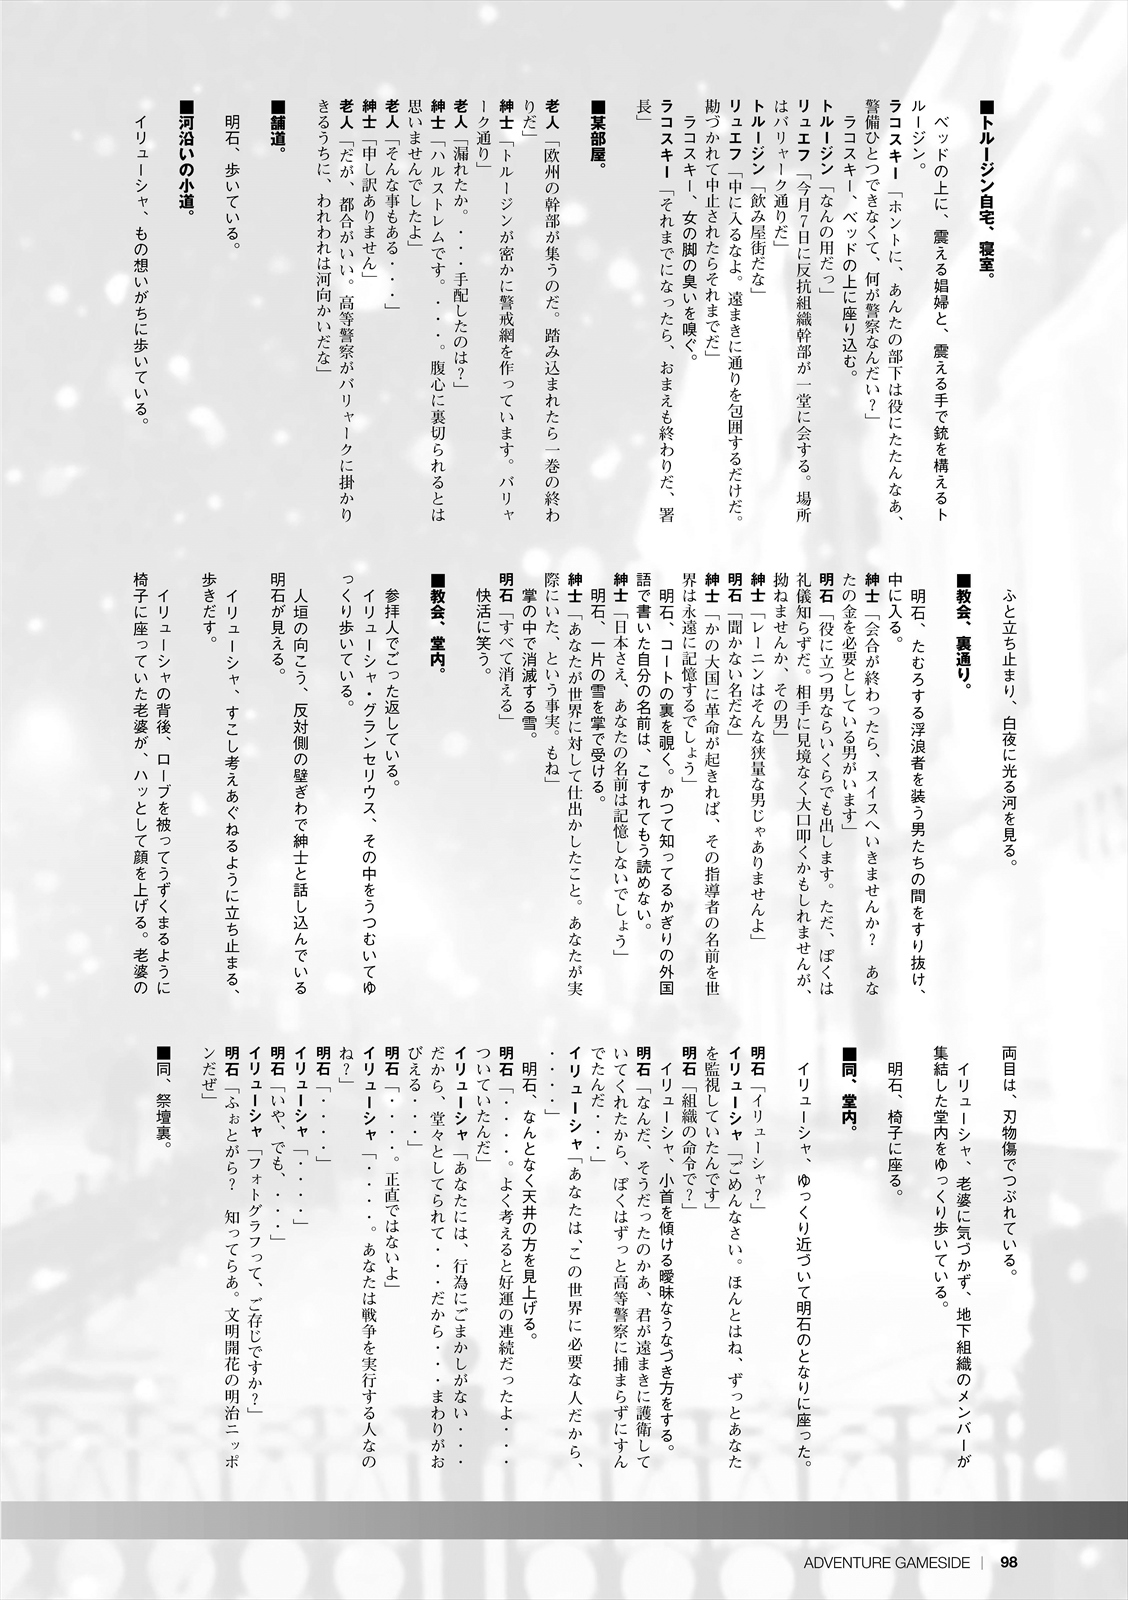 ■トルージン自宅、寝室。
ベッドの上に、震える娼婦と、震える手で銃を構えるト
ルージン。
ラコスキー「ホントに、あんたの部下は役にたたんなあ、
警備ひとつできなくて、何が警察なんだい？」
ラコスキー、ベッドの上に座り込む。
トルージン「なんの用だっ」
リュエフ「今月７日に反抗組織幹部が一堂に会する。場所
はバリャーク通りだ」
トルージン「飲み屋街だな」
リュエフ「中に入るなよ。遠まきに通りを包囲するだけだ。
勘づかれて中止されたらそれまでだ」
ラコスキー、女の脚の臭いを嗅ぐ。
ラコスキー「それまでになったら、おまえも終わりだ、署
長」
■某部屋。
老人「欧州の幹部が集うのだ。踏み込まれたら一巻の終わ
りだ」
紳士「トルージンが密かに警戒網を作っています。バリャ
ーク通り」
老人「漏れたか。・・・手配したのは？」
紳士「ハルストレムです。・・・・。腹心に裏切られるとは
思いませんでしたよ」
老人「そんな事もある・・・」
紳士「申し訳ありません」
老人「だが、都合がいい。高等警察がバリャークに掛かり
きるうちに、われわれは河向かいだな」
■舗道。
明石、歩いている。
■河沿いの小道。
イリューシャ、もの想いがちに歩いている。
ふと立ち止まり、白夜に光る河を見る。
■教会、裏通り。
明石、たむろする浮浪者を装う男たちの間をすり抜け、
中に入る。
紳士「会合が終わったら、スイスへいきませんか？　あな
たの金を必要としている男がいます」
明石「役に立つ男ならいくらでも出します。ただ、ぼくは
礼儀知らずだ。相手に見境なく大口叩くかもしれませんが、
拗ねませんか、その男」
紳士「レーニンはそんな狭量な男じゃありませんよ」
明石「聞かない名だな」
紳士「かの大国に革命が起きれば、その指導者の名前を世
界は永遠に記憶するでしょう」
明石、コートの裏を覗く。かつて知ってるかぎりの外国
語で書いた自分の名前は、こすれてもう読めない。
紳士「日本さえ、あなたの名前は記憶しないでしょう」
明石、一片の雪を掌で受ける。
紳士「あなたが世界に対して仕出かしたこと。あなたが実
際にいた、という事実。もね」
掌の中で消滅する雪。
明石「すべて消える」
快活に笑う。
■教会、堂内。
参拝人でごった返している。
イリューシャ・グランセリウス、その中をうつむいてゆ
っくり歩いている。
人垣の向こう、反対側の壁ぎわで紳士と話し込んでいる
明石が見える。
イリューシャ、すこし考えあぐねるように立ち止まる、
歩きだす。
イリューシャの背後、ローブを被ってうずくまるように
椅子に座っていた老婆が、ハッとして顔を上げる。老婆の
両目は、刃物傷でつぶれている。
イリューシャ、老婆に気づかず、地下組織のメンバーが
集結した堂内をゆっくり歩いている。
明石、椅子に座る。
■同、堂内。
イリューシャ、ゆっくり近づいて明石のとなりに座った。
明石「イリューシャ？」
イリューシャ「ごめんなさい。ほんとはね、ずっとあなた
を監視していたんです」
明石「組織の命令で？」
イリューシャ、小首を傾ける曖昧なうなづき方をする。
明石「なんだ、そうだったのかあ、君が遠まきに護衛して
いてくれたから、ぼくはずっと高等警察に捕まらずにすん
でたんだ・・・」
イリューシャ「あなたは、この世界に必要な人だから、
・・・・」
明石、なんとなく天井の方を見上げる。
明石「・・・・。よく考えると好運の連続だったよ・・・
ついていたんだ」
イリューシャ「あなたには、行為にごまかしがない・・・
だから、堂々としてられて・・・だから・・・まわりがお
びえる・・・」
明石「・・・・。正直ではないよ」
イリューシャ「・・・・。あなたは戦争を実行する人なの
ね？」
明石「・・・・」
イリューシャ「・・・・」
明石「いや、でも、・・・・」
イリューシャ「フォトグラフって、ご存じですか？」
明石「ふぉとがら？　知ってらあ。文明開花の明治ニッポ
ンだぜ」
■同、祭壇裏。
ADVENTURE GAMESIDE | 98